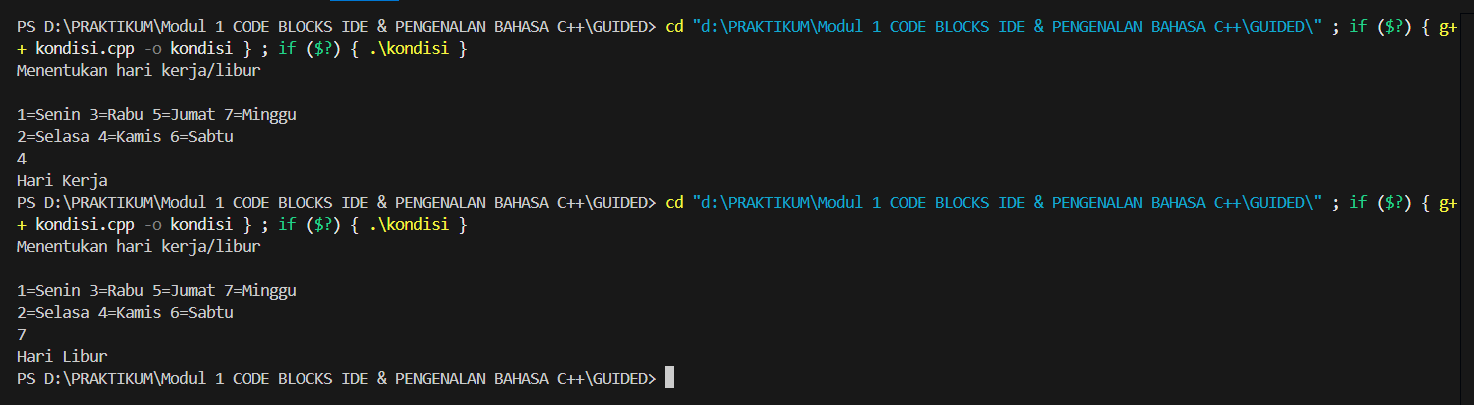 PS D:\PRAKTIKUM\Modul 1 CODE BLOCKS IDE & PENGENALAN BAHASA C++\GUIDED> cd "d:\PRAKTIKUM\Modul 1 CODE BLOCKS IDE & PENGENALAN BAHASA C++\GUIDED\" ; if ($?) { g+
+ kondisi.cpp -o kondisi } ; if ($?) { .\kondisi }
Menentukan hari kerja/libur

1=Senin 3=Rabu 5=Jumat 7=Minggu
2=Selasa 4=Kamis 6=Sabtu
4
Hari Kerja
PS D:\PRAKTIKUM\Modul 1 CODE BLOCKS IDE & PENGENALAN BAHASA C++\GUIDED> cd "d:\PRAKTIKUM\Modul 1 CODE BLOCKS IDE & PENGENALAN BAHASA C++\GUIDED\" ; if ($?) { g+
+ kondisi.cpp -o kondisi } ; if ($?) { .\kondisi }
Menentukan hari kerja/libur

1=Senin 3=Rabu 5=Jumat 7=Minggu
2=Selasa 4=Kamis 6=Sabtu
7
Hari Libur
PS D:\PRAKTIKUM\Modul 1 CODE BLOCKS IDE & PENGENALAN BAHASA C++\GUIDED>